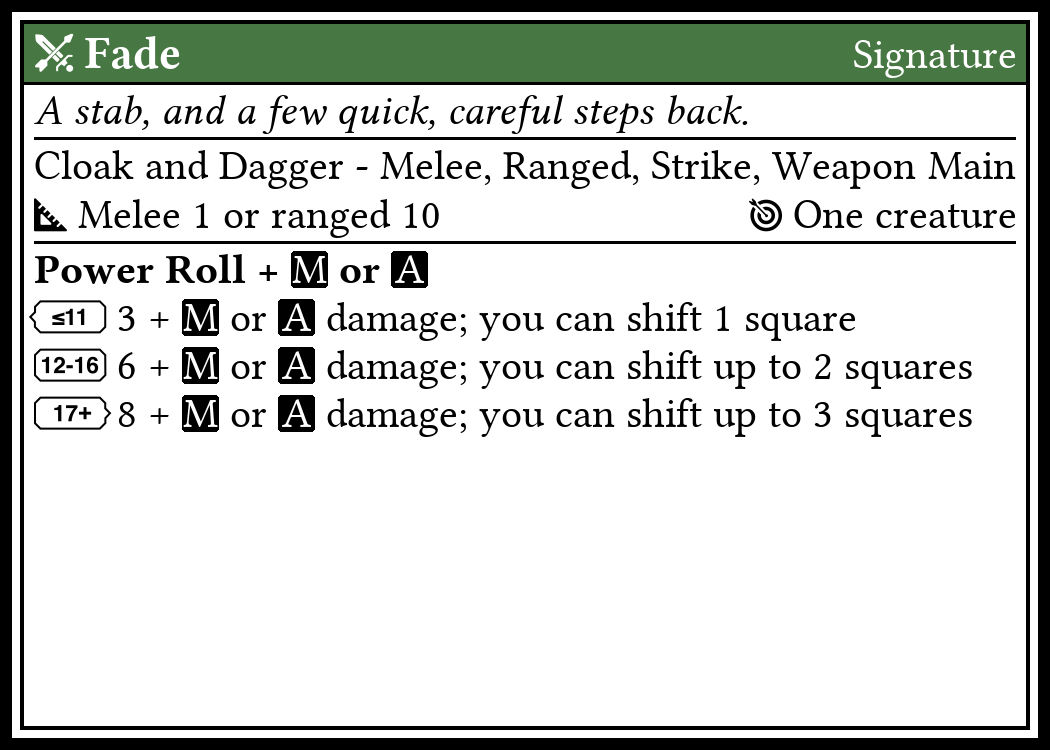 Fade Signature
A stab, and a few quick, careful steps back.
Cloak and Dagger - Melee, Ranged, Strike, Weapon Main
Melee 1 or ranged 10 One creature
Power Roll + M or A
≤11 3 + M or A damage; you can shift 1 square
12-16 6 + M or A damage; you can shift up to 2 squares
17+ 8 + M or A damage; you can shift up to 3 squares